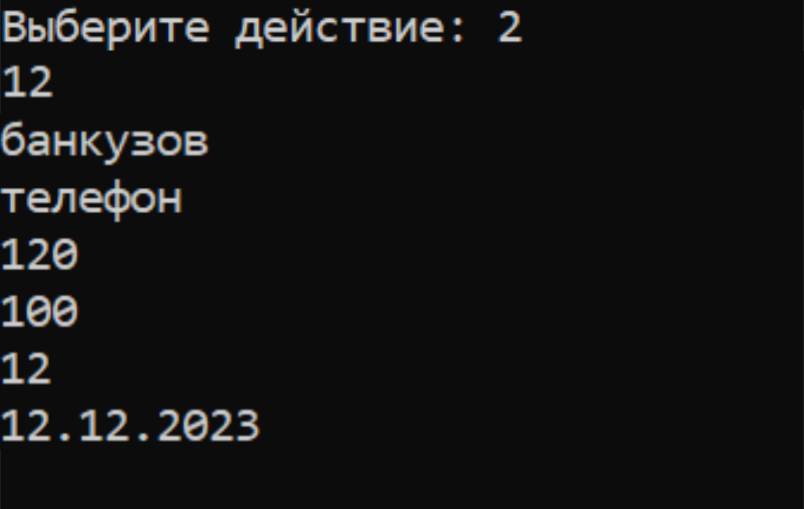 Выберите действие: 2
12
банкузов
телефон
120
100
12
12.12.2023